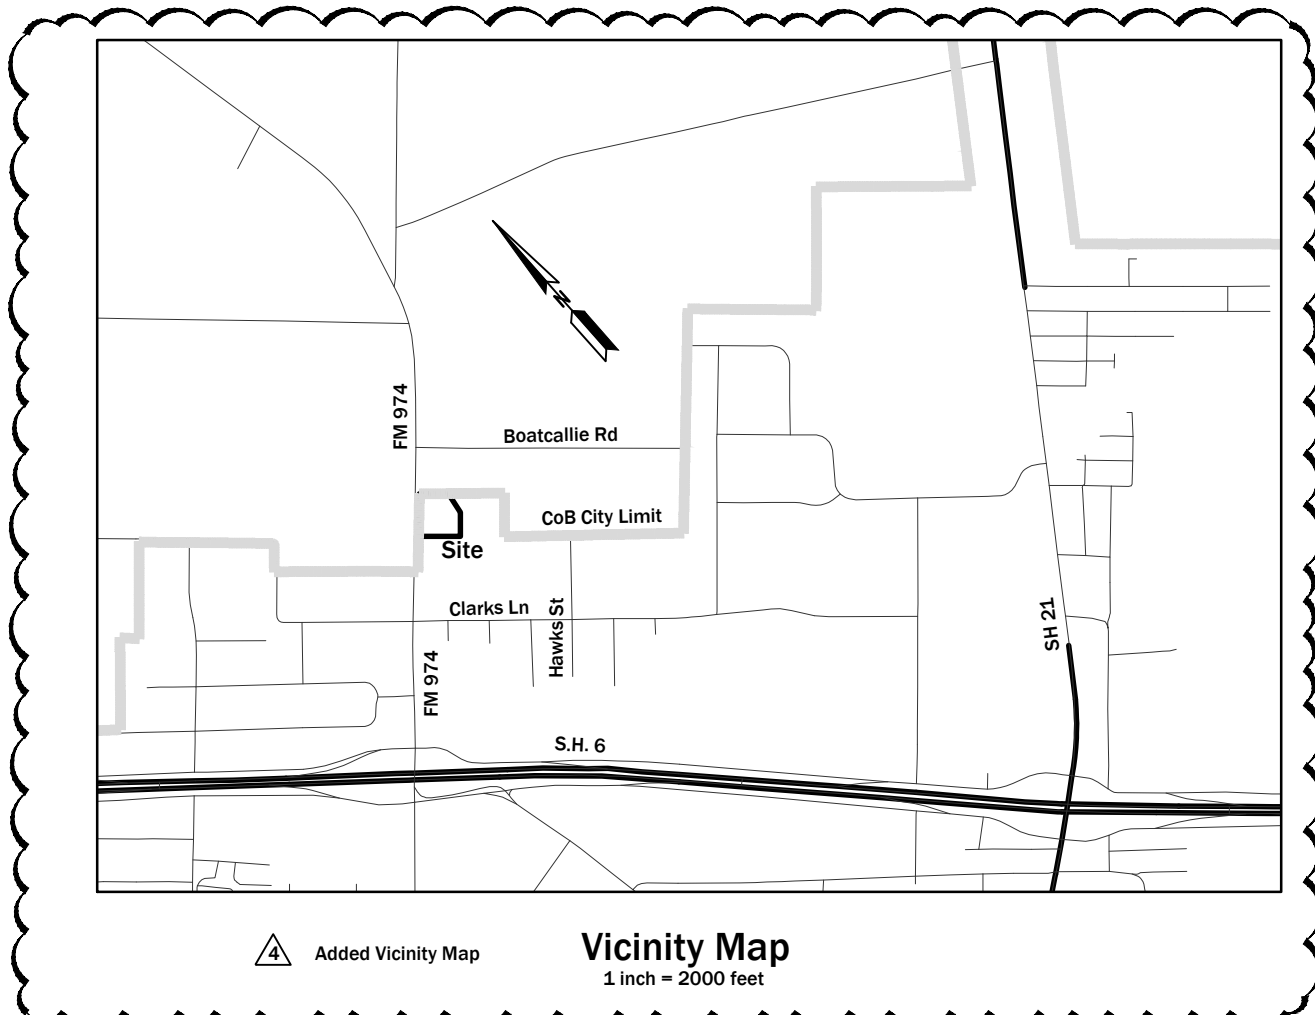 N
FM 974
Boatcallie Rd
CoB City Limit
Site
Clarks Ln
Hawks St
SH 21
FM 974
S.H. 6
4 Added Vicinity Map
Vicinity Map
1 inch = 2000 feet